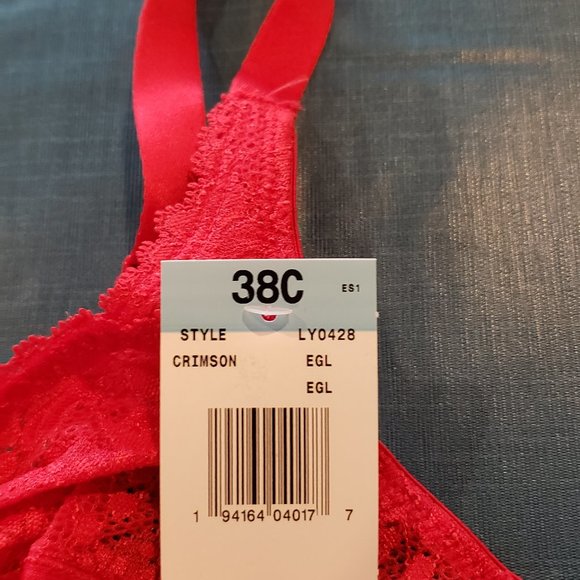 38C ES1
STYLE LY0428
CRIMSON EGL
EGL
1 94164 04017 7